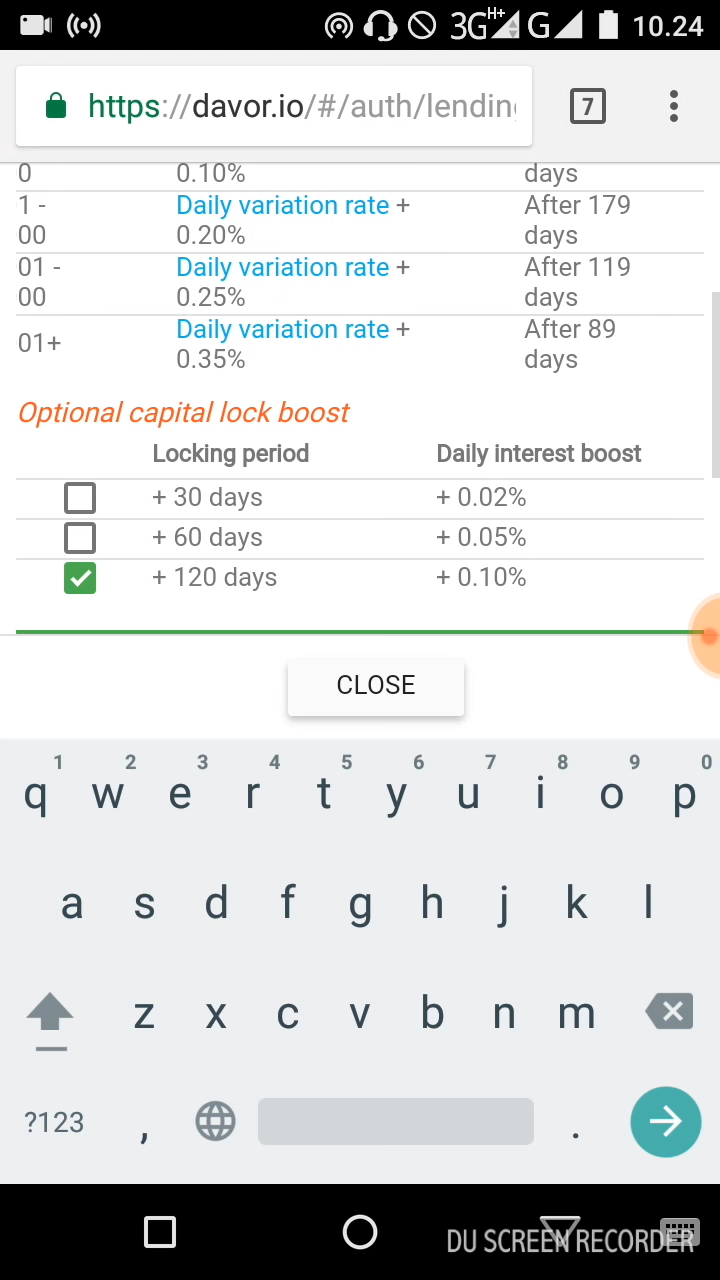 3G H+ G 10.24
https://davor.io/#/auth/lending
7
0 0.10% days
1 - Daily variation rate + After 179
00 0.20% days
01 - Daily variation rate + After 119
00 0.25% days
01+ Daily variation rate + After 89
0.35% days
Optional capital lock boost
Locking period Daily interest boost
+ 30 days + 0.02%
+ 60 days + 0.05%
+ 120 days + 0.10%
CLOSE
1 2 3 4 5 6 7 8 9 0
q w e r t y u i o p
a s d f g h j k l
z x c v b n m
?123 , .
DU SCREEN RECORDER